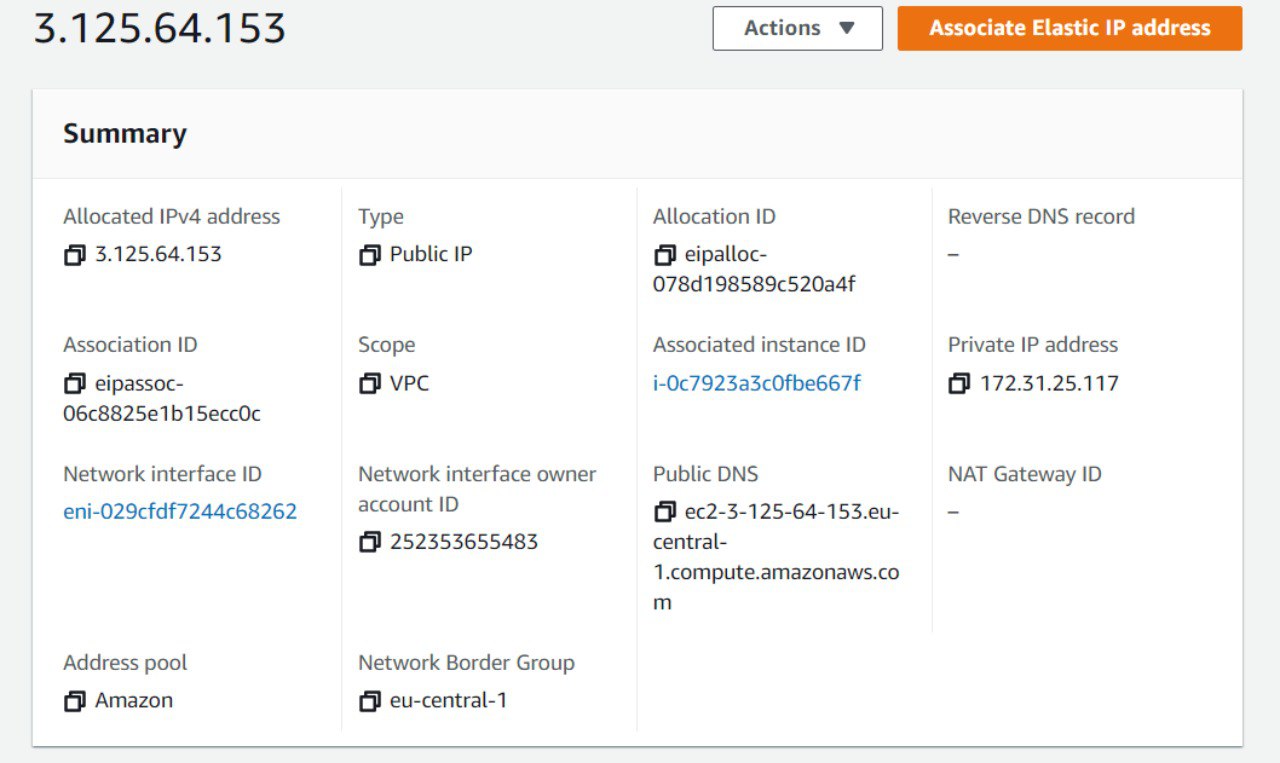 3.125.64.153
Actions ▼
Associate Elastic IP address
Summary
Allocated IPv4 address
3.125.64.153
Type
Public IP
Allocation ID
eipalloc-
078d198589c520a4f
Reverse DNS record
–
Association ID
eipassoc-
06c8825e1b15ecc0c
Scope
VPC
Associated instance ID
i-0c7923a3c0fbe667f
Private IP address
172.31.25.117
Network interface ID
eni-029cfdf7244c68262
Network interface owner
account ID
252353655483
Public DNS
ec2-3-125-64-153.eu-
central-
1.compute.amazonaws.co
m
NAT Gateway ID
–
Address pool
Amazon
Network Border Group
eu-central-1